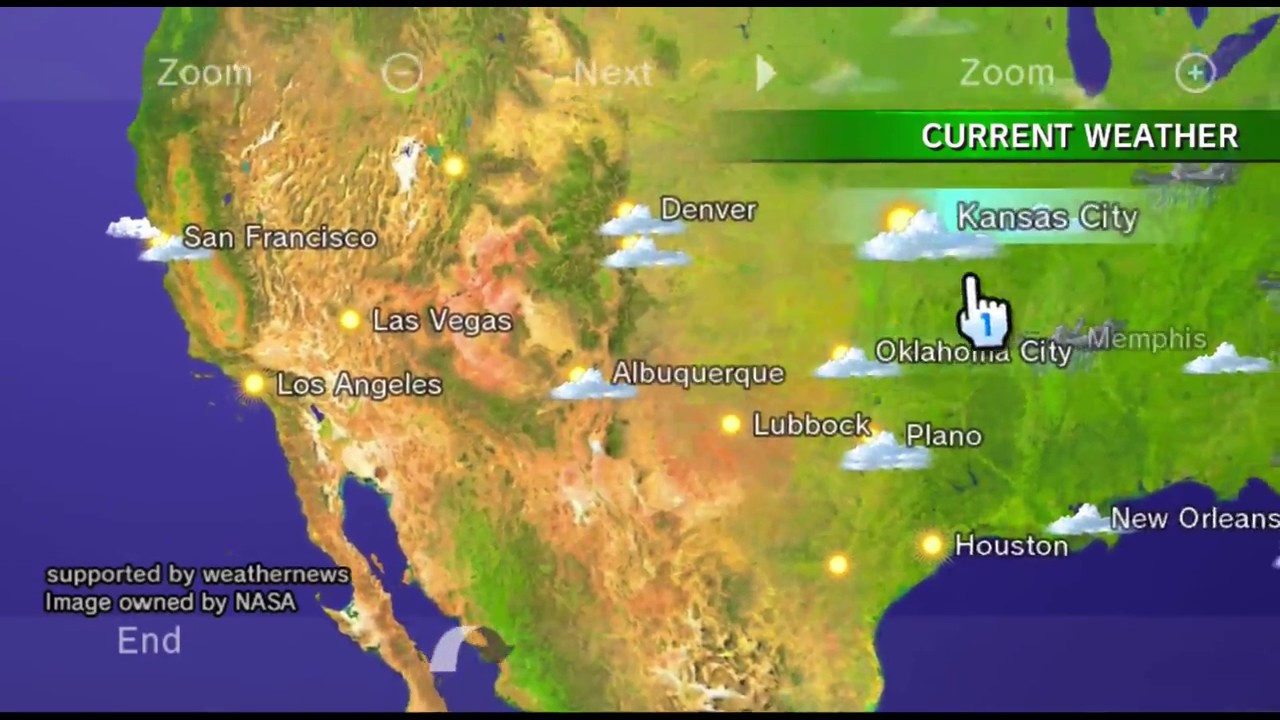 Zoom
Next
Zoom
CURRENT WEATHER
Denver
Kansas City
San Francisco
Las Vegas
Oklahoma City
Memphis
Los Angeles
Albuquerque
Lubbock
Plano
New Orleans
Houston
1
supported by weathernews
Image owned by NASA
End